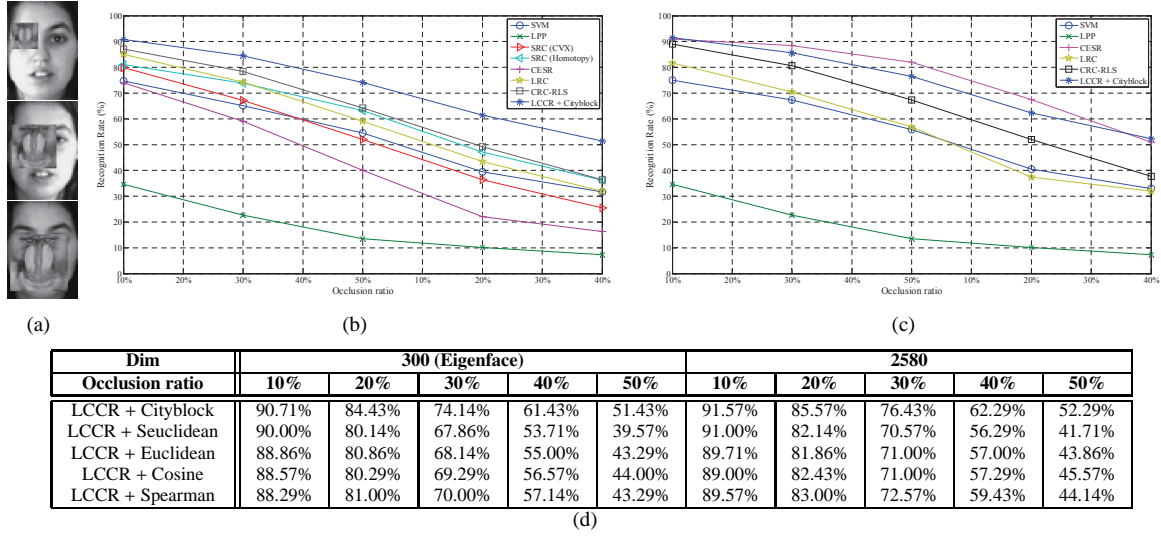 100
90
80
70
60
50
40
30
20
10
0
Recognition Rate (%)
10% 20% 30% 40% 50% 10% 20% 30% 40%
Occlusion ratio
SVM
LPP
SRC (CVX)
SRC (Homotopy)
CESR
LRC
CRC-RLS
LCCR + Cityblock
100
90
80
70
60
50
40
30
20
10
0
Recognition Rate (%)
10% 20% 30% 40% 50% 10% 20% 30% 40%
Occlusion ratio
SVM
LPP
CESR
LRC
CRC-RLS
LCCR + Cityblock
(a) (b) (c)
Dim 300 (Eigenface) 2580
Occlusion ratio 10% 20% 30% 40% 50% 10% 20% 30% 40% 50%
LCCR + Cityblock 90.71% 84.43% 74.14% 61.43% 51.43% 91.57% 85.57% 76.43% 62.29% 52.29%
LCCR + Seuclidean 90.00% 80.14% 67.86% 53.71% 39.57% 91.00% 82.14% 70.57% 56.29% 41.71%
LCCR + Euclidean 88.86% 80.86% 68.14% 55.00% 43.29% 89.71% 81.86% 71.00% 57.00% 43.86%
LCCR + Cosine 88.57% 80.29% 69.29% 56.57% 44.00% 89.00% 82.43% 71.00% 57.29% 45.57%
LCCR + Spearman 88.29% 81.00% 70.00% 57.14% 43.29% 89.57% 83.00% 72.57% 59.43% 44.14%
(d)